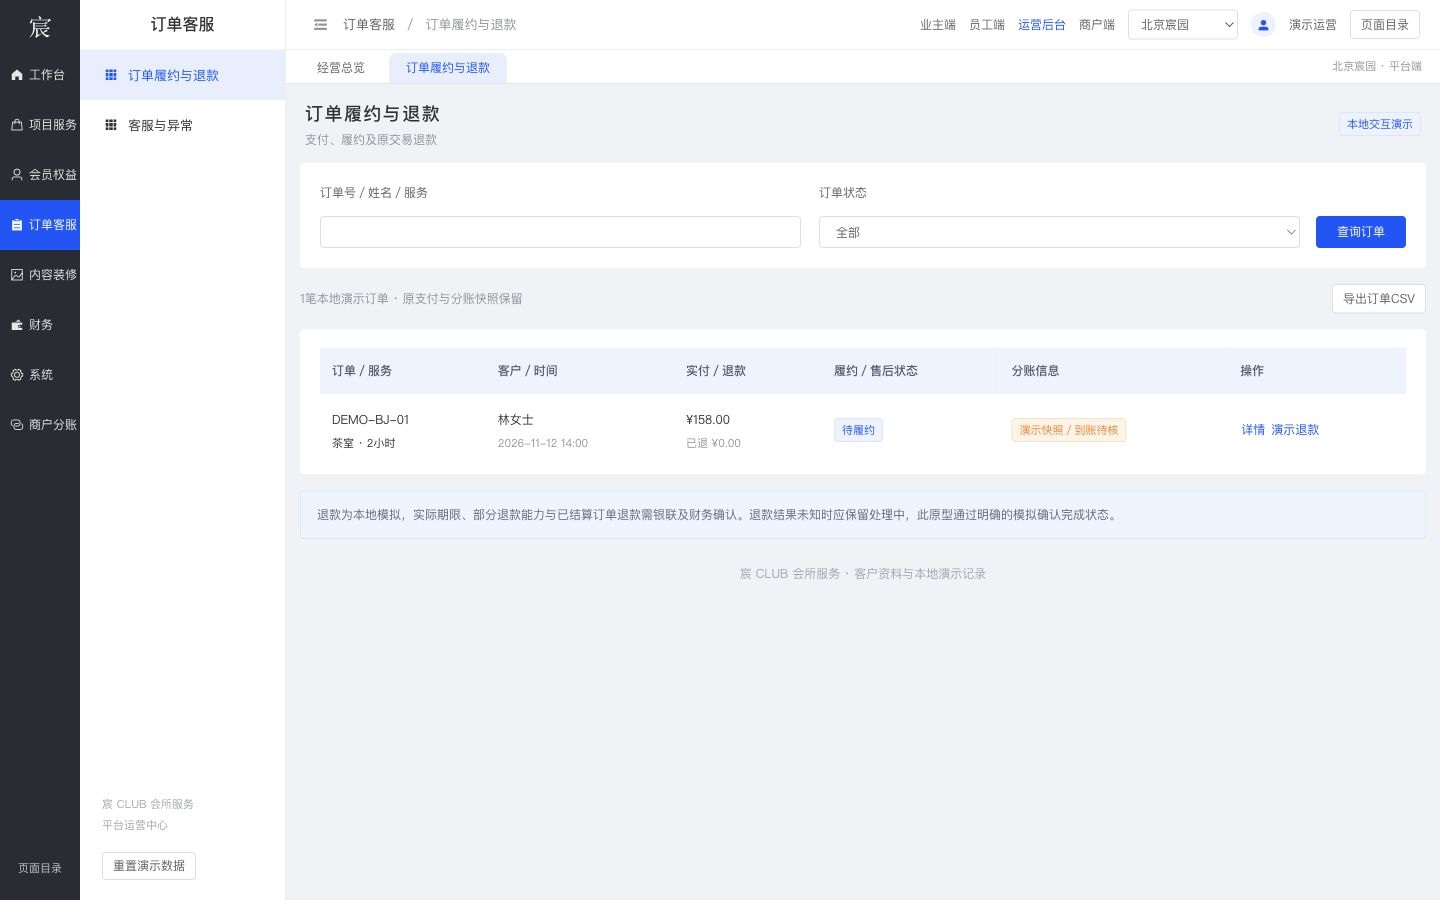 宸
订单客服
订单客服 / 订单履约与退款
业主端 员工端 运营后台 商户端 北京宸园 演示运营 页面目录
工作台
项目服务
会员权益
订单客服
内容装修
财务
系统
商户分账
页面目录
订单履约与退款
客服与异常
宸 CLUB 会所服务
平台运营中心
重置演示数据
经营总览 订单履约与退款
北京宸园 · 平台端
订单履约与退款
支付、履约及原交易退款
本地交互演示
订单号 / 姓名 / 服务 订单状态
全部 查询订单
1笔本地演示订单 · 原支付与分账快照保留
导出订单CSV
订单 / 服务 客户 / 时间 实付 / 退款 履约 / 售后状态 分账信息 操作
DEMO-BJ-01 林女士 ¥158.00
待履约 演示快照 / 到账待核 详情 演示退款
茶室 · 2小时 2026-11-12 14:00 已退 ¥0.00
退款为本地模拟，实际期限、部分退款能力与已结算订单退款需银联及财务确认。退款结果未知时应保留处理中，此原型通过明确的模拟确认完成状态。
宸 CLUB 会所服务 · 客户资料与本地演示记录